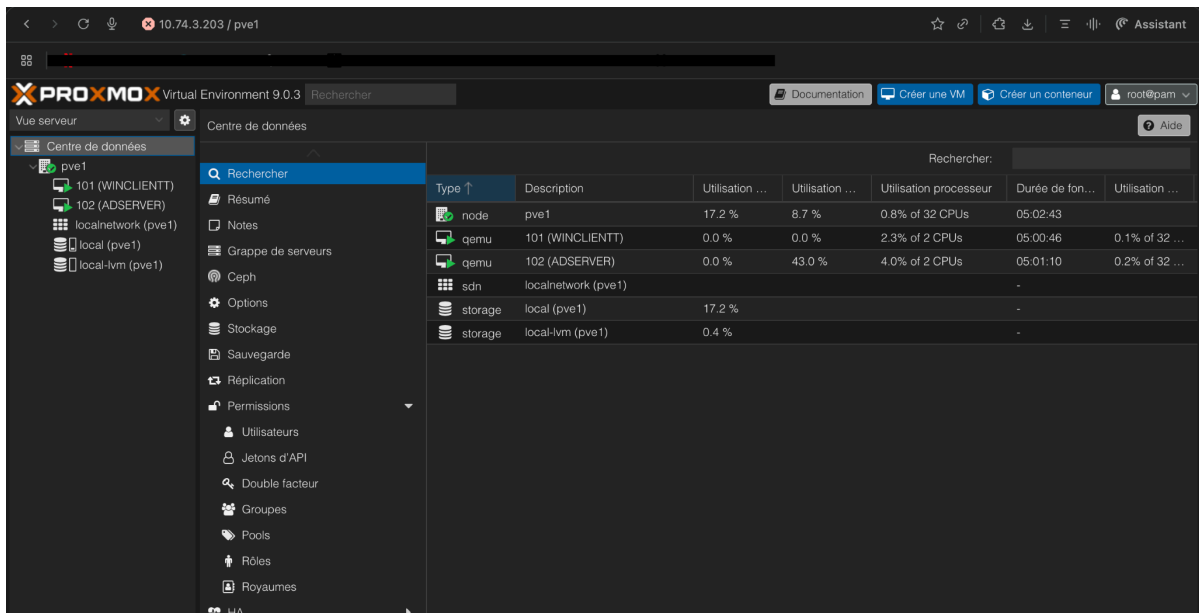 10.74.3.203 / pve1
Assistant
PROXMOX Virtual Environment 9.0.3 Rechercher Documentation Créer une VM Créer un conteneur root@pam
Vue serveur
Centre de données Aide
Centre de données
pve1
101 (WINCLIENTT)
102 (ADSERVER)
localnetwork (pve1)
local (pve1)
local-lvm (pve1)
Rechercher
Résumé
Notes
Grappe de serveurs
Ceph
Options
Stockage
Sauvegarde
Réplication
Permissions
Utilisateurs
Jetons d'API
Double facteur
Groupes
Pools
Rôles
Royaumes
HA
Rechercher:
Type ↑ Description Utilisation ... Utilisation ... Utilisation processeur Durée de fon... Utilisation ...
node pve1 17.2 % 8.7 % 0.8% of 32 CPUs 05:02:43
qemu 101 (WINCLIENTT) 0.0 % 0.0 % 2.3% of 2 CPUs 05:00:46 0.1% of 32 ...
qemu 102 (ADSERVER) 0.0 % 43.0 % 4.0% of 2 CPUs 05:01:10 0.2% of 32 ...
sdn localnetwork (pve1) -
storage local (pve1) 17.2 % -
storage local-lvm (pve1) 0.4 % -